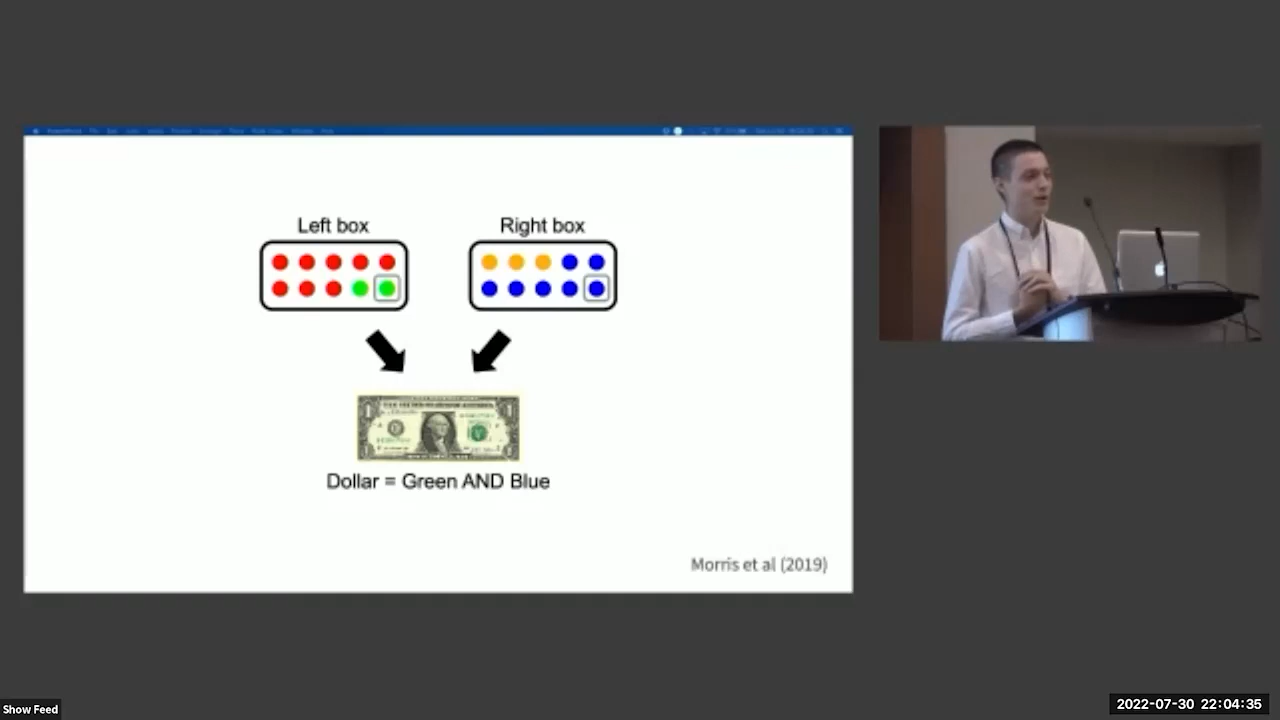 Left box
Right box
Dollar = Green AND Blue
Morris et al (2019)
Show Feed
2022-07-30 22:04:35